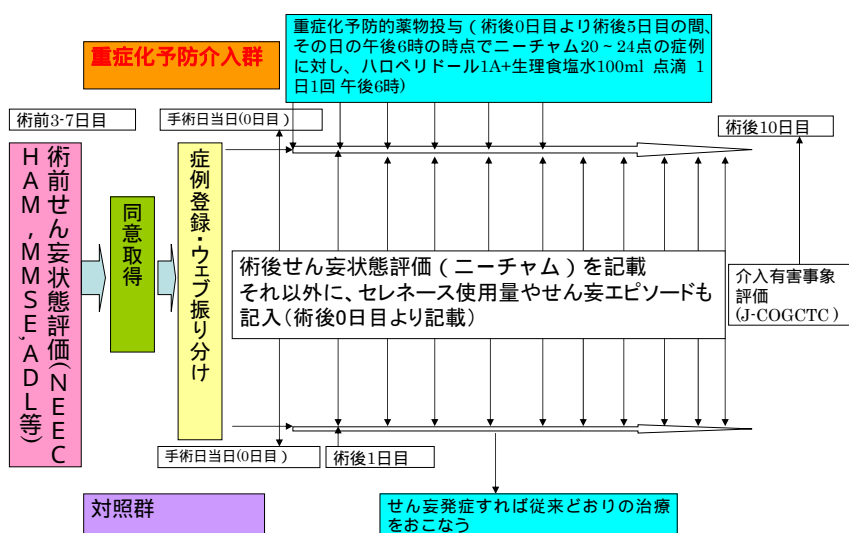 重症化予防的薬物投与（術後0日目より術後5日目の間、
その日の午後6時の時点でニーチャム20~24点の症例
に対し、ハロペリドール1A+生理食塩水100ml 点滴 1
日1回 午後6時)
重症化予防介入群
術前3-7日目
手術日当日(0日目）
術後10日目
術前せん妄状態評価(NEEC
HAM,MMSE,ADL等)
同意取得
症例登録・ウェブ振り分け
術後せん妄状態評価（ニーチャム）を記載
それ以外に、セレネース使用量やせん妄エピソードも
記入(術後0日目より記載）
介入有害事象
評価
(J-COGCTC）
手術日当日(0日目）
術後1日目
対照群
せん妄発症すれば従来どおりの治療
をおこなう